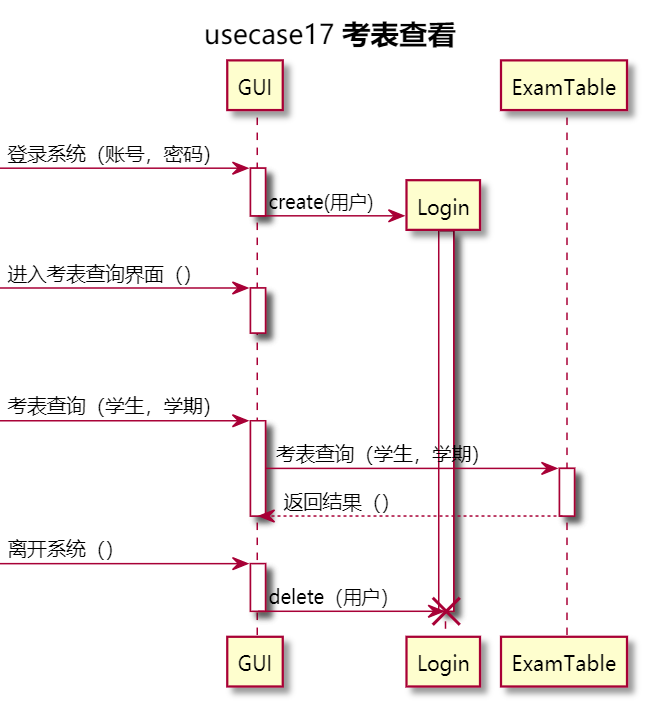 usecase17 考表查看
GUI
ExamTable
登录系统（账号，密码）
create(用户)
Login
进入考表查询界面（）
考表查询（学生，学期）
考表查询（学生，学期）
返回结果（）
离开系统（）
delete（用户）
GUI
Login
ExamTable